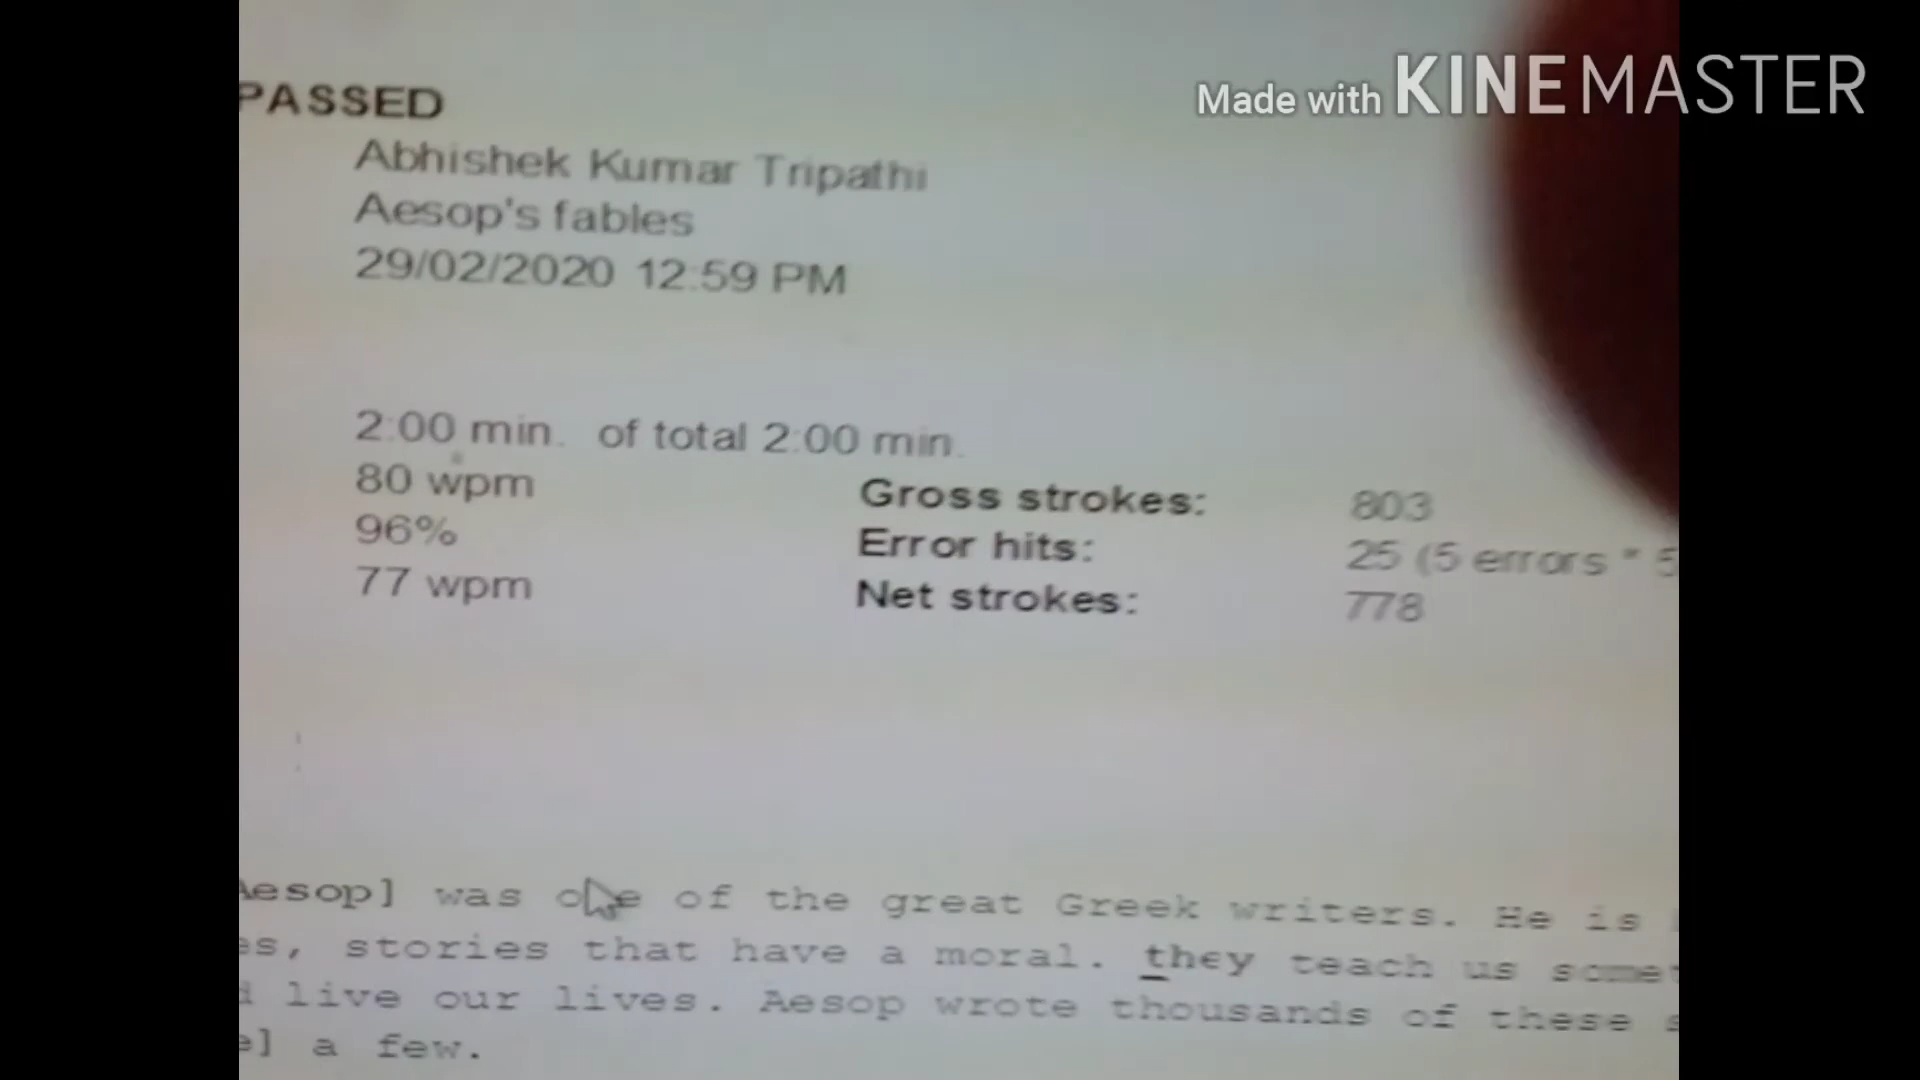 Made with KINEMASTER
PASSED
Abhishek Kumar Tripathi
Aesop's fables
29/02/2020 12:59 PM
2:00 min. of total 2:00 min.
80 wpm Gross strokes: 803
96% Error hits: 25 (5 errors * 5
77 wpm Net strokes: 778
Aesop] was one of the great Greek writers. He is
es, stories that have a moral. they teach us some
live our lives. Aesop wrote thousands of these s
e] a few.